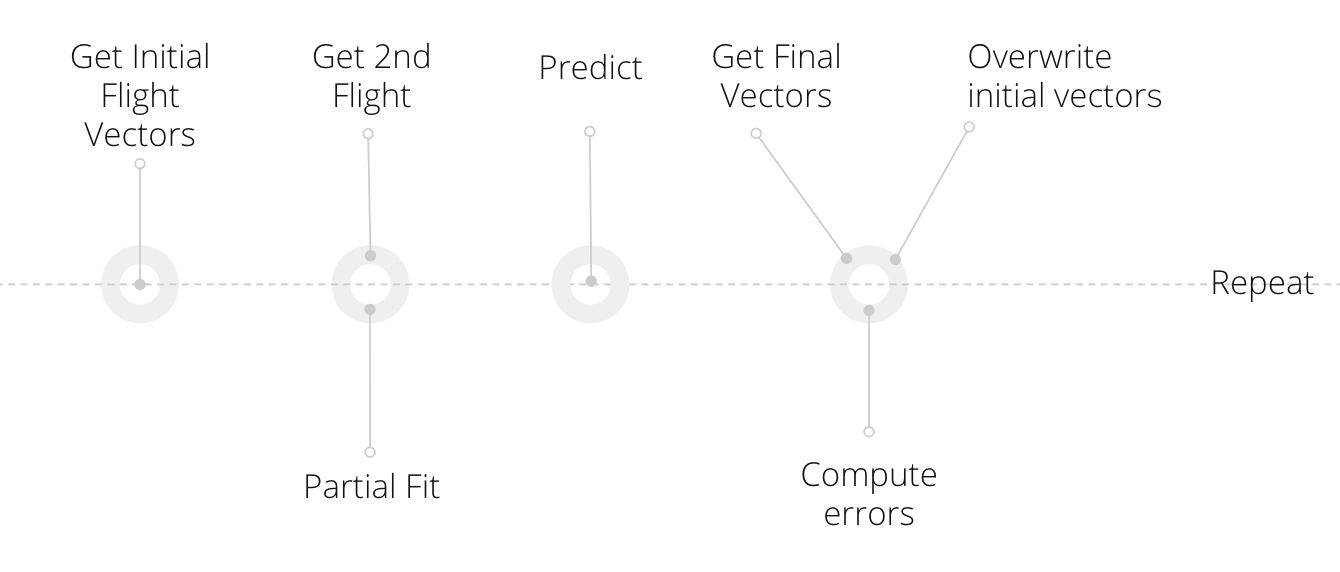 Get Initial
Flight
Vectors
Get 2nd
Flight
Predict
Get Final
Vectors
Overwrite
initial vectors
Repeat
Partial Fit
Compute
errors